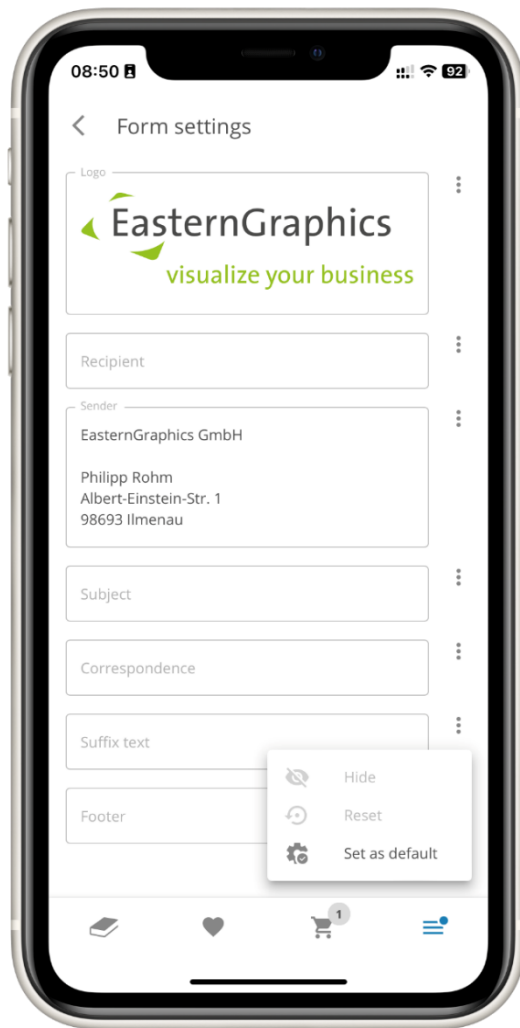 08:50
92
Form settings
Logo
EasternGraphics
visualize your business
Recipient
Sender
EasternGraphics GmbH
Philipp Rohm
Albert-Einstein-Str. 1
98693 Ilmenau
Subject
Correspondence
Suffix text
Hide
Footer
Reset
Set as default
1